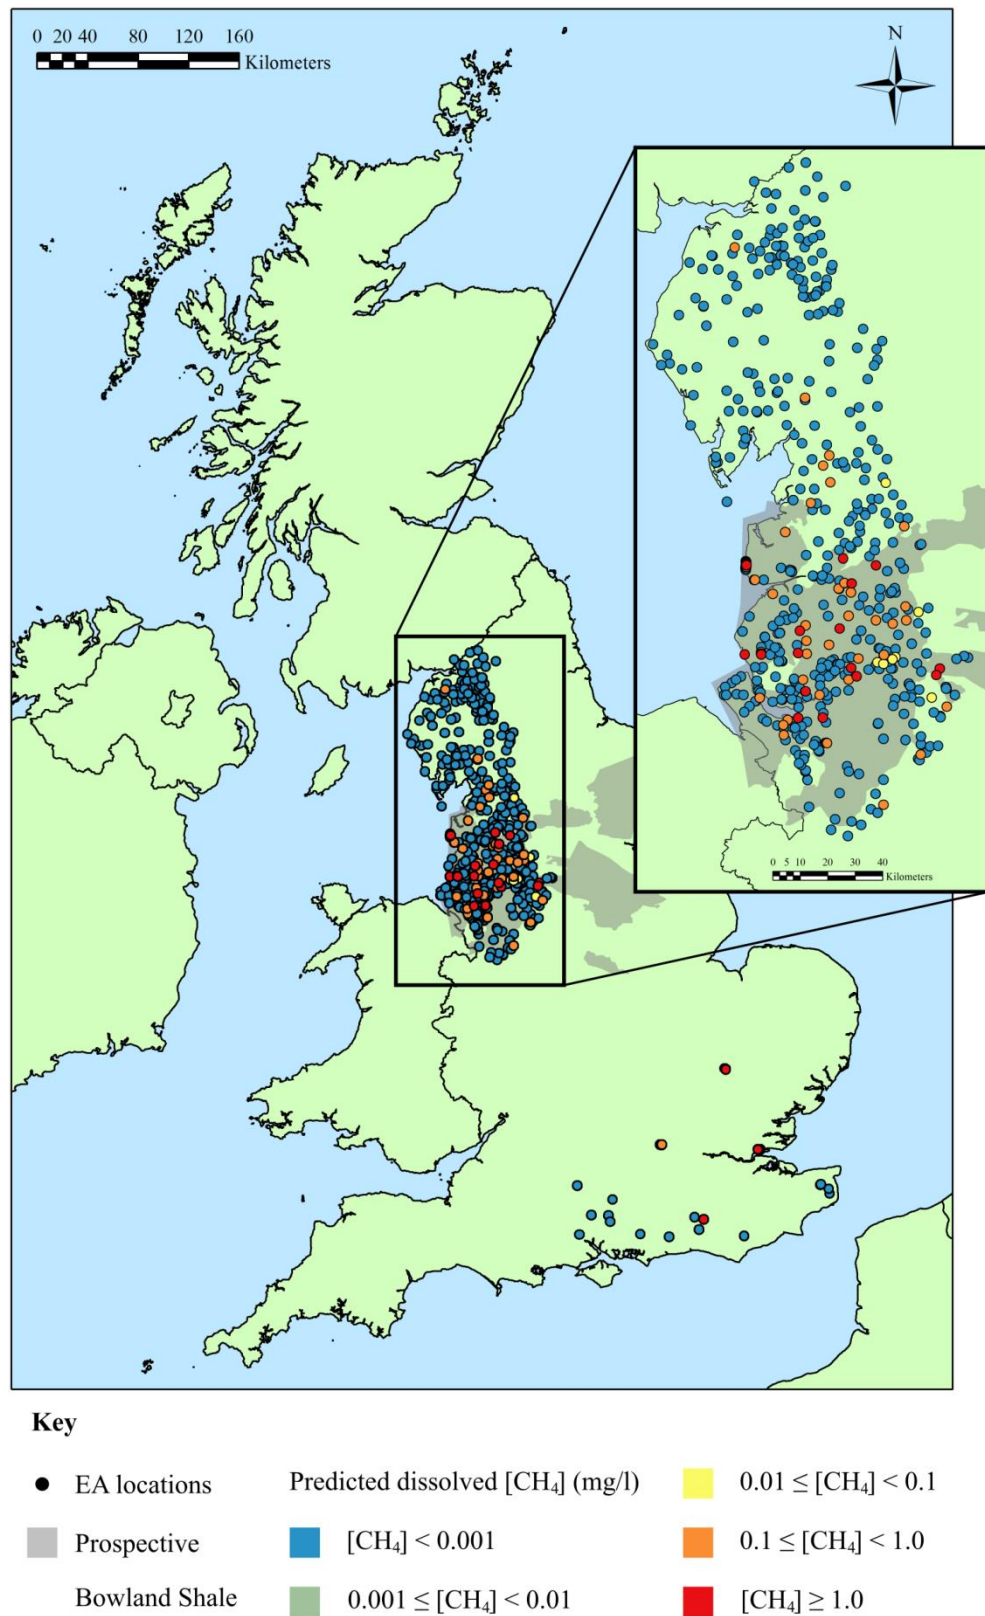 0 20 40 80 120 160
Kilometers
N
0 5 10 20 30 40
Kilometers
Key
EA locations
Prospective
Bowland Shale
Predicted dissolved [CH₄] (mg/l)
[CH₄] < 0.001
0.001 ≤ [CH₄] < 0.01
0.01 ≤ [CH₄] < 0.1
0.1 ≤ [CH₄] < 1.0
[CH₄] ≥ 1.0